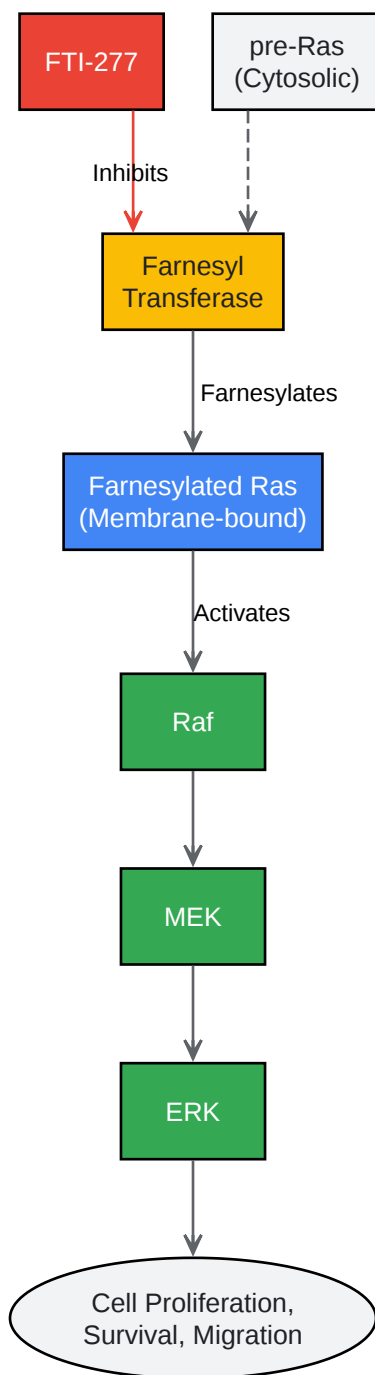 FTI-277
pre-Ras
(Cytosolic)
Inhibits
Farnesyl
Transferase
Farnesylates
Farnesylated Ras
(Membrane-bound)
Activates
Raf
MEK
ERK
Cell Proliferation,
Survival, Migration